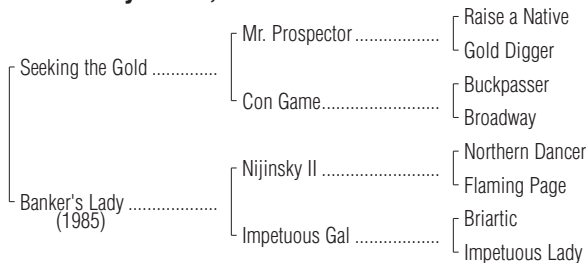 Raise a Native
Mr. Prospector ...................
Gold Digger
Seeking the Gold ..............
Buckpasser
Con Game..........................
Broadway
Northern Dancer
Nijinsky II ..........................
Flaming Page
Banker's Lady ...................
(1985)
Briartic
Impetuous Gal ...................
Impetuous Lady